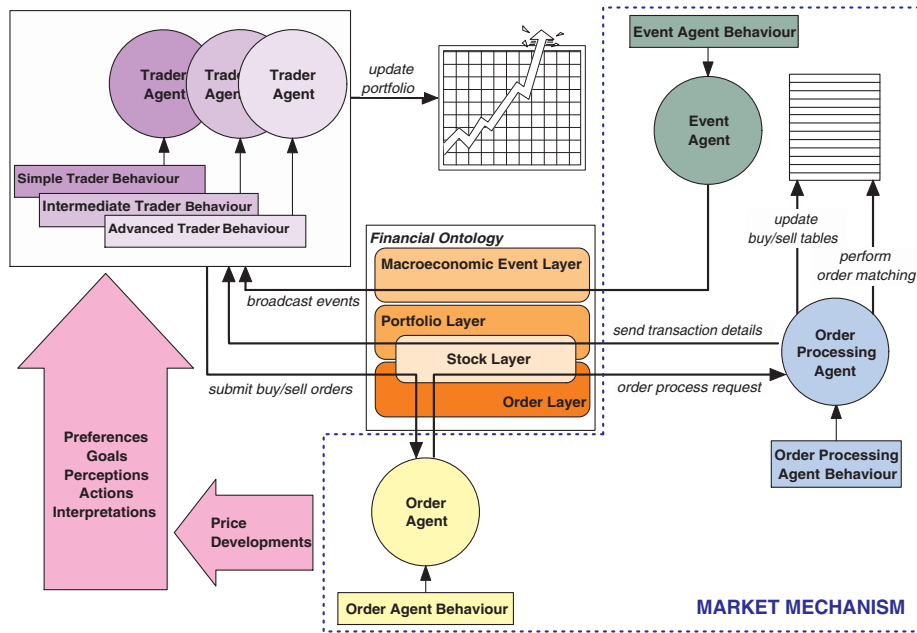 Trader
Agent
Trader
Agent
Trader
Agent
Simple Trader Behaviour
Intermediate Trader Behaviour
Advanced Trader Behaviour
update
portfolio
Event Agent Behaviour
Event
Agent
update
buy/sell tables
perform
order matching
Financial Ontology
Macroeconomic Event Layer
broadcast events
Portfolio Layer
send transaction details
Stock Layer
submit buy/sell orders
order process request
Order Layer
Order
Processing
Agent
Order Processing
Agent Behaviour
Preferences
Goals
Perceptions
Actions
Interpretations
Price
Developments
Order
Agent
Order Agent Behaviour
MARKET MECHANISM